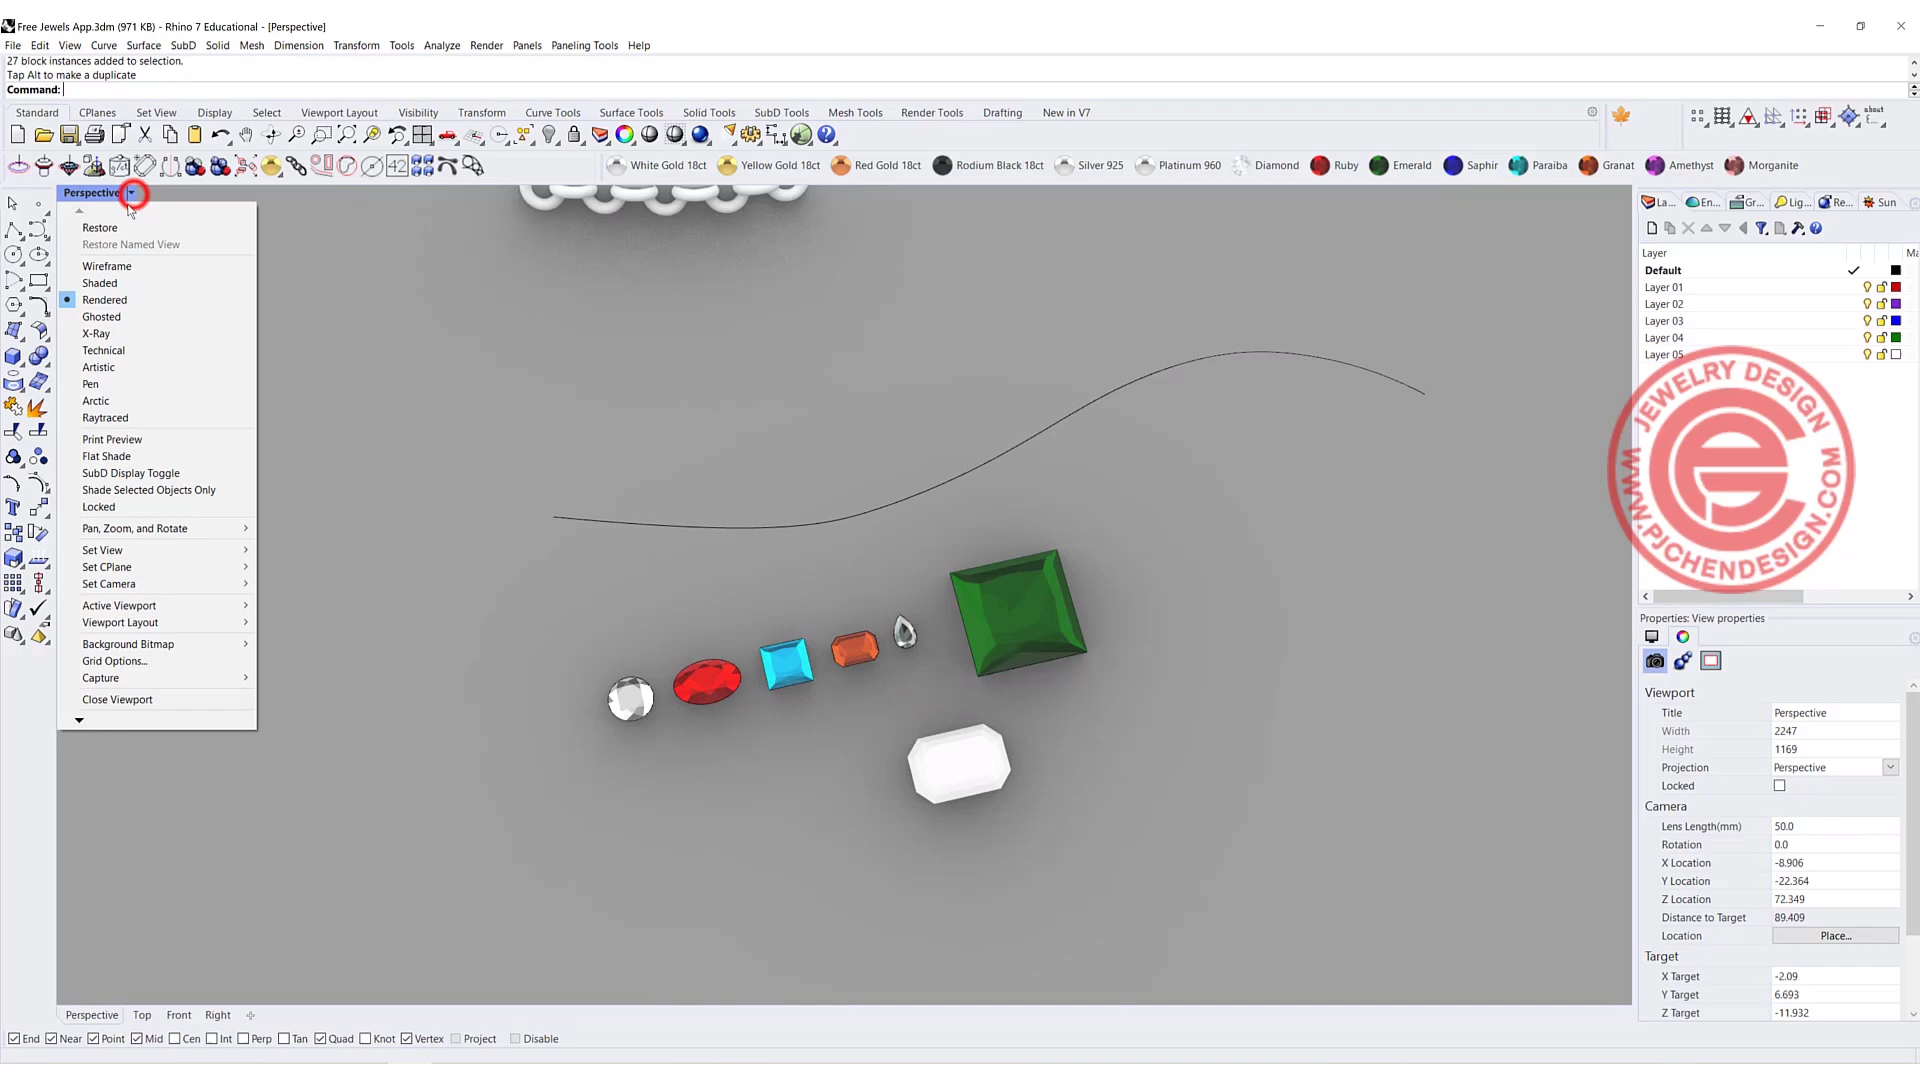 Free Jewels App.3dm (971 KB) - Rhino 7 Educational - [Perspective]
File Edit View Curve Surface SubD Solid Mesh Dimension Transform Tools Analyze Render Panels Paneling Tools Help
27 block instances added to selection.
Tap Alt to make a duplicate
Command:
Standard CPlanes Set View Display Select Viewport Layout Visibility Transform Curve Tools Surface Tools Solid Tools SubD Tools Mesh Tools Render Tools Drafting New in V7
about
E...
42
White Gold 18ct Yellow Gold 18ct Red Gold 18ct Rodium Black 18ct Silver 925 Platinum 960 Diamond Ruby Emerald Saphir Paraiba Granat Amethyst Morganite
Perspective
Restore
Restore Named View
Wireframe
Shaded
Rendered
Ghosted
X-Ray
Technical
Artistic
Pen
Arctic
Raytraced
Print Preview
Flat Shade
SubD Display Toggle
Shade Selected Objects Only
Locked
Pan, Zoom, and Rotate
Set View
Set CPlane
Set Camera
Active Viewport
Viewport Layout
Background Bitmap
Grid Options...
Capture
Close Viewport
La... En... Gr... Lig... Re... Sun
Layer Ma
Default
Layer 01
Layer 02
Layer 03
Layer 04
Layer 05
JEWELRY DESIGN
WWW.PJCHENDESIGN.COM
Properties: View properties
Viewport
Title Perspective
Width 2247
Height 1169
Projection Perspective
Locked
Camera
Lens Length(mm) 50.0
Rotation 0.0
X Location -8.906
Y Location -22.364
Z Location 72.349
Distance to Target 89.409
Location Place...
Target
X Target -2.09
Y Target 6.693
Z Target -11.932
Perspective Top Front Right
End Near Point Mid Cen Int Perp Tan Quad Knot Vertex Project Disable